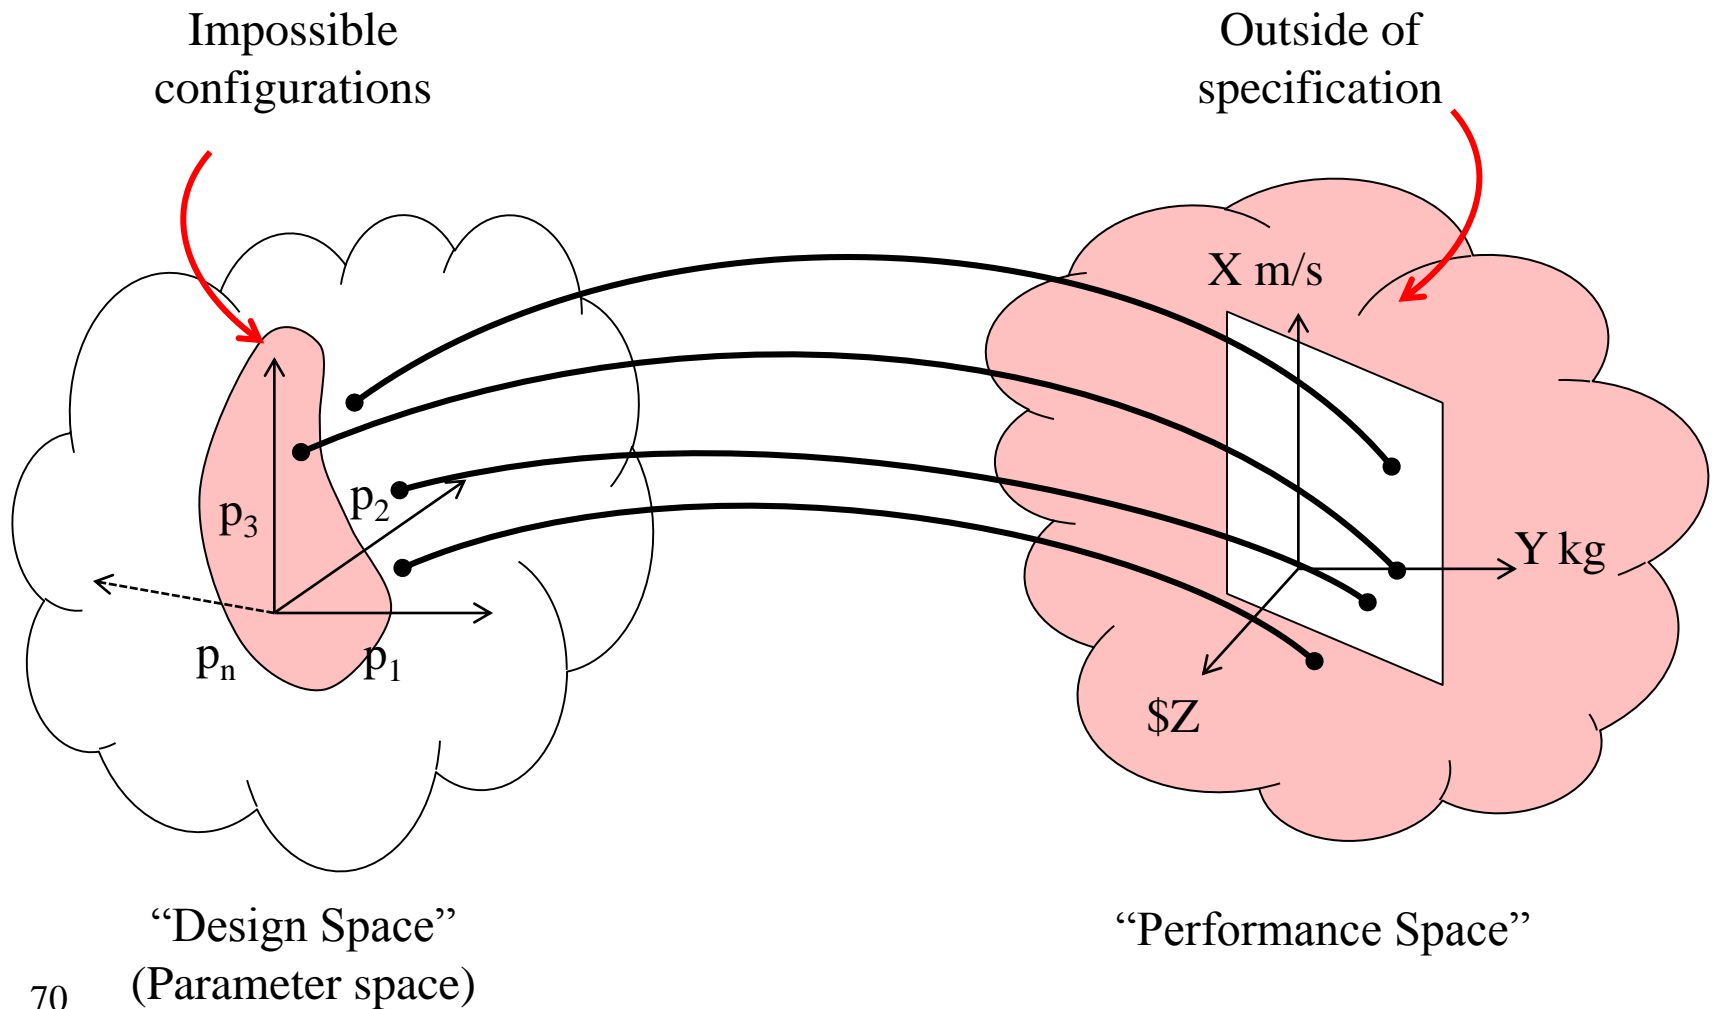 Impossible
configurations
Outside of
specification
X m/s
p₃
p₂
Y kg
pₙ
p₁
$Z
“Design Space”
(Parameter space)
“Performance Space”
70